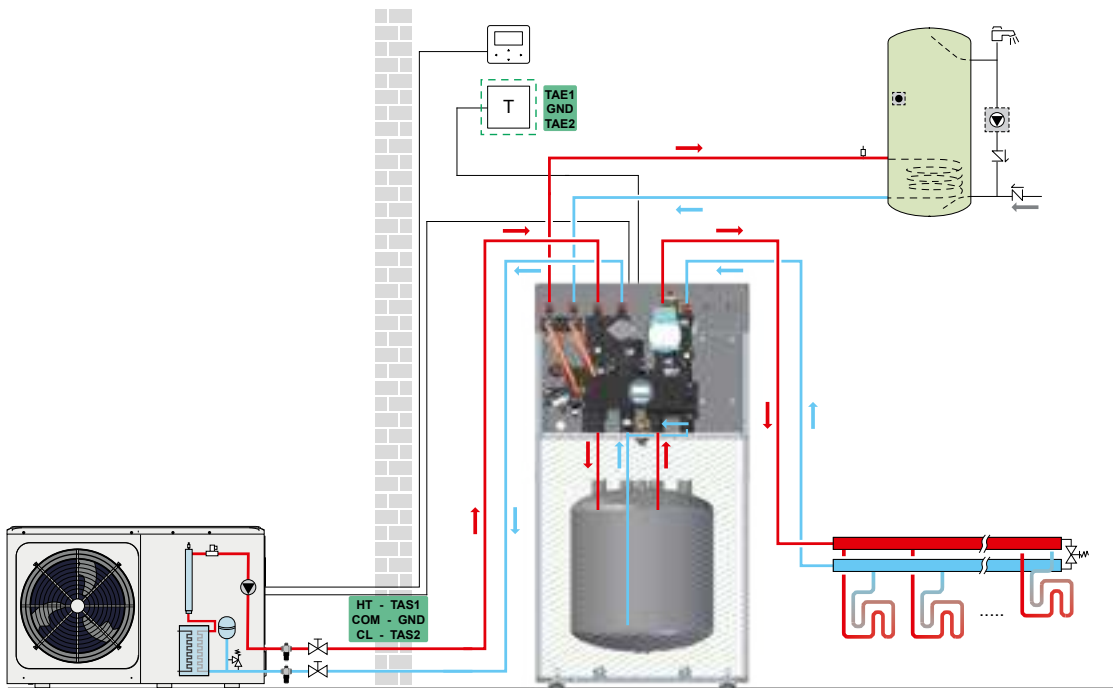 T
TAE1
GND
TAE2
HT - TAS1
COM - GND
CL - TAS2
.....